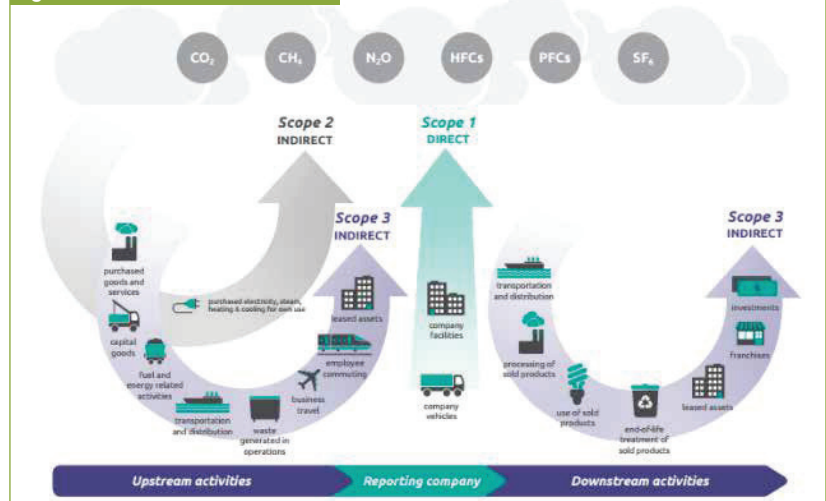 CO₂
CH₄
N₂O
HFCs
PFCs
SF₆
Scope 2
INDIRECT
Scope 1
DIRECT
Scope 3
INDIRECT
Scope 3
INDIRECT
purchased
goods and
services
capital
goods
fuel and
energy related
activities
transportation
and distribution
waste
generated in
operations
business
travel
employee
commuting
leased assets
purchased electricity, steam,
heating & cooling for own use
company
facilities
company
vehicles
transportation
and distribution
processing of
sold products
use of sold
products
end-of-life
treatment of
sold products
leased assets
franchises
investments
Upstream activities
Reporting company
Downstream activities